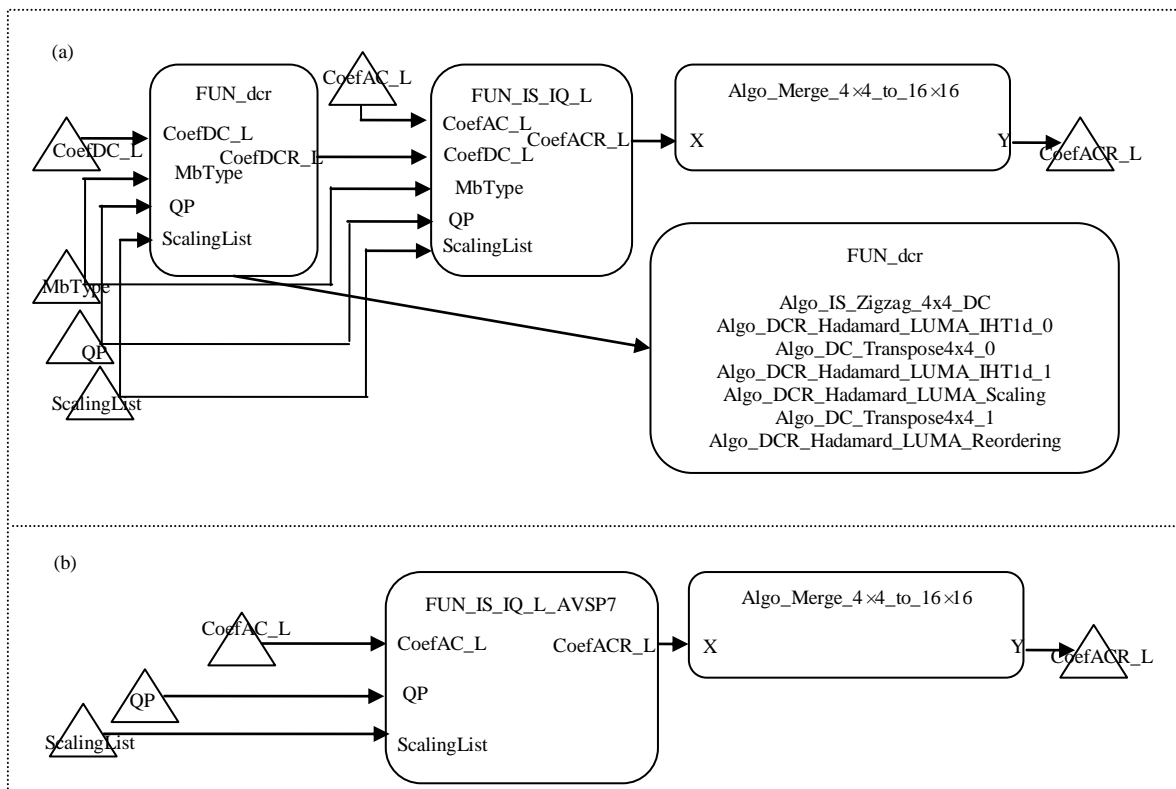 (a)
FUN_dcr
CoefDC_L
CoefDC_L
CoefDCR_L
MbType
QP
ScalingList
MbType
QP
ScalingList
CoefAC_L
FUN_IS_IQ_L
CoefAC_L
CoefACR_L
CoefDC_L
MbType
QP
ScalingList
Algo_Merge_4×4_to_16×16
X
Y
CoefACR_L
FUN_dcr
Algo_IS_Zigzag_4x4_DC
Algo_DCR_Hadamard_LUMA_IHT1d_0
Algo_DC_Transpose4x4_0
Algo_DCR_Hadamard_LUMA_IHT1d_1
Algo_DCR_Hadamard_LUMA_Scaling
Algo_DC_Transpose4x4_1
Algo_DCR_Hadamard_LUMA_Reordering
(b)
CoefAC_L
QP
ScalingList
FUN_IS_IQ_L_AVSP7
CoefAC_L
CoefACR_L
QP
ScalingList
Algo_Merge_4×4_to_16×16
X
Y
CoefACR_L